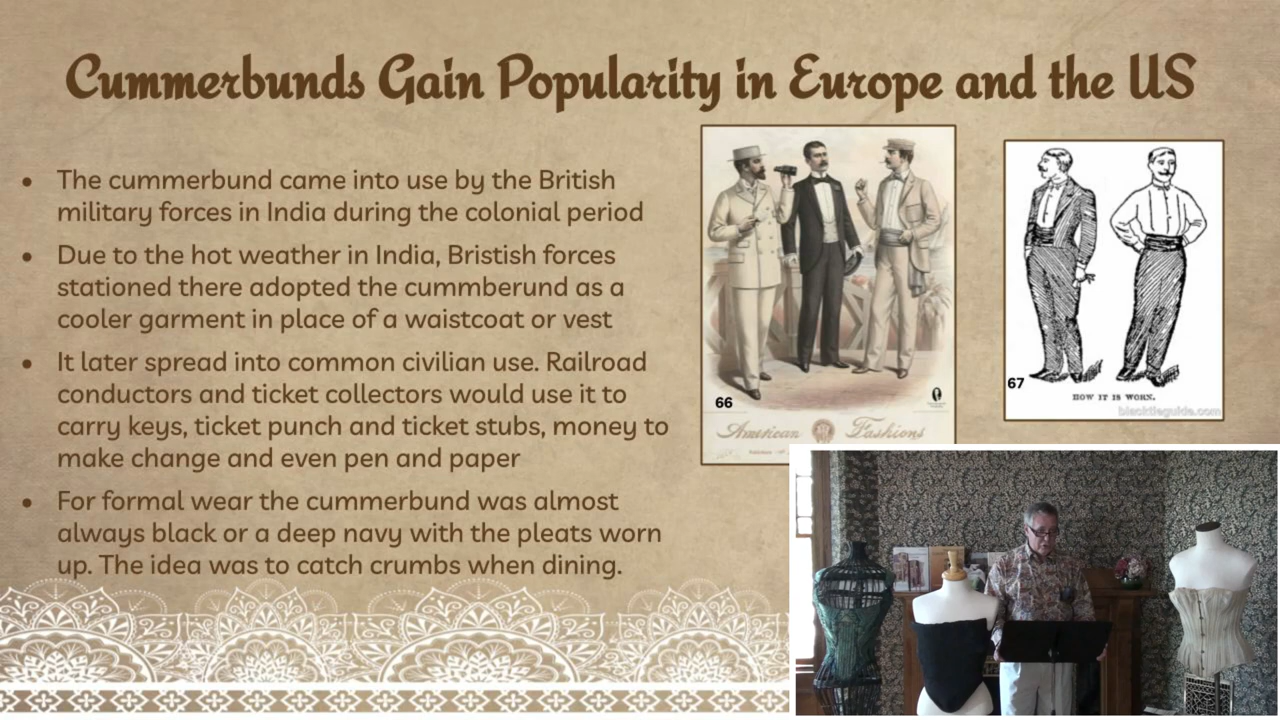 Cummerbunds Gain Popularity in Europe and the US
• The cummerbund came into use by the British
military forces in India during the colonial period
• Due to the hot weather in India, Bristish forces
stationed there adopted the cummberund as a
cooler garment in place of a waistcoat or vest
• It later spread into common civilian use. Railroad
conductors and ticket collectors would use it to
carry keys, ticket punch and ticket stubs, money to
make change and even pen and paper
• For formal wear the cummerbund was almost
always black or a deep navy with the pleats worn
up. The idea was to catch crumbs when dining.
66
American Fashions
67
HOW IT IS WORN.
blacktieguide.com